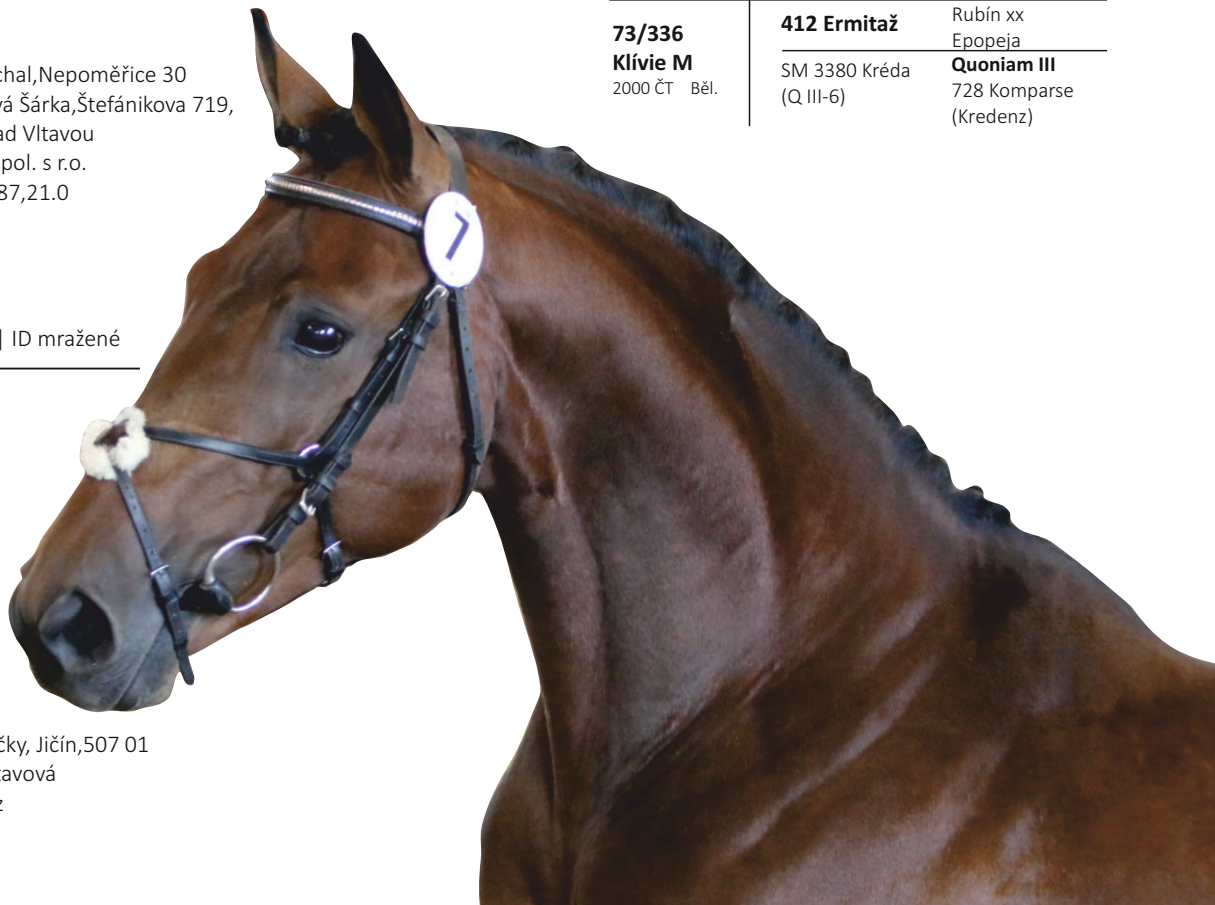 chal,Nepoměřice 30
vá Šárka,Štefánikova 719,
ad Vltavou
pol. s r.o.
87,21.0
| ID mražené
73/336
Klívie M
2000 ČT Běl.
412 Ermitaž
SM 3380 Kréda
(Q III-6)
Rubín xx
Epopeja
Quoniam III
728 Komparse
(Kredenz)
7
čky, Jičín,507 01
tavová
z